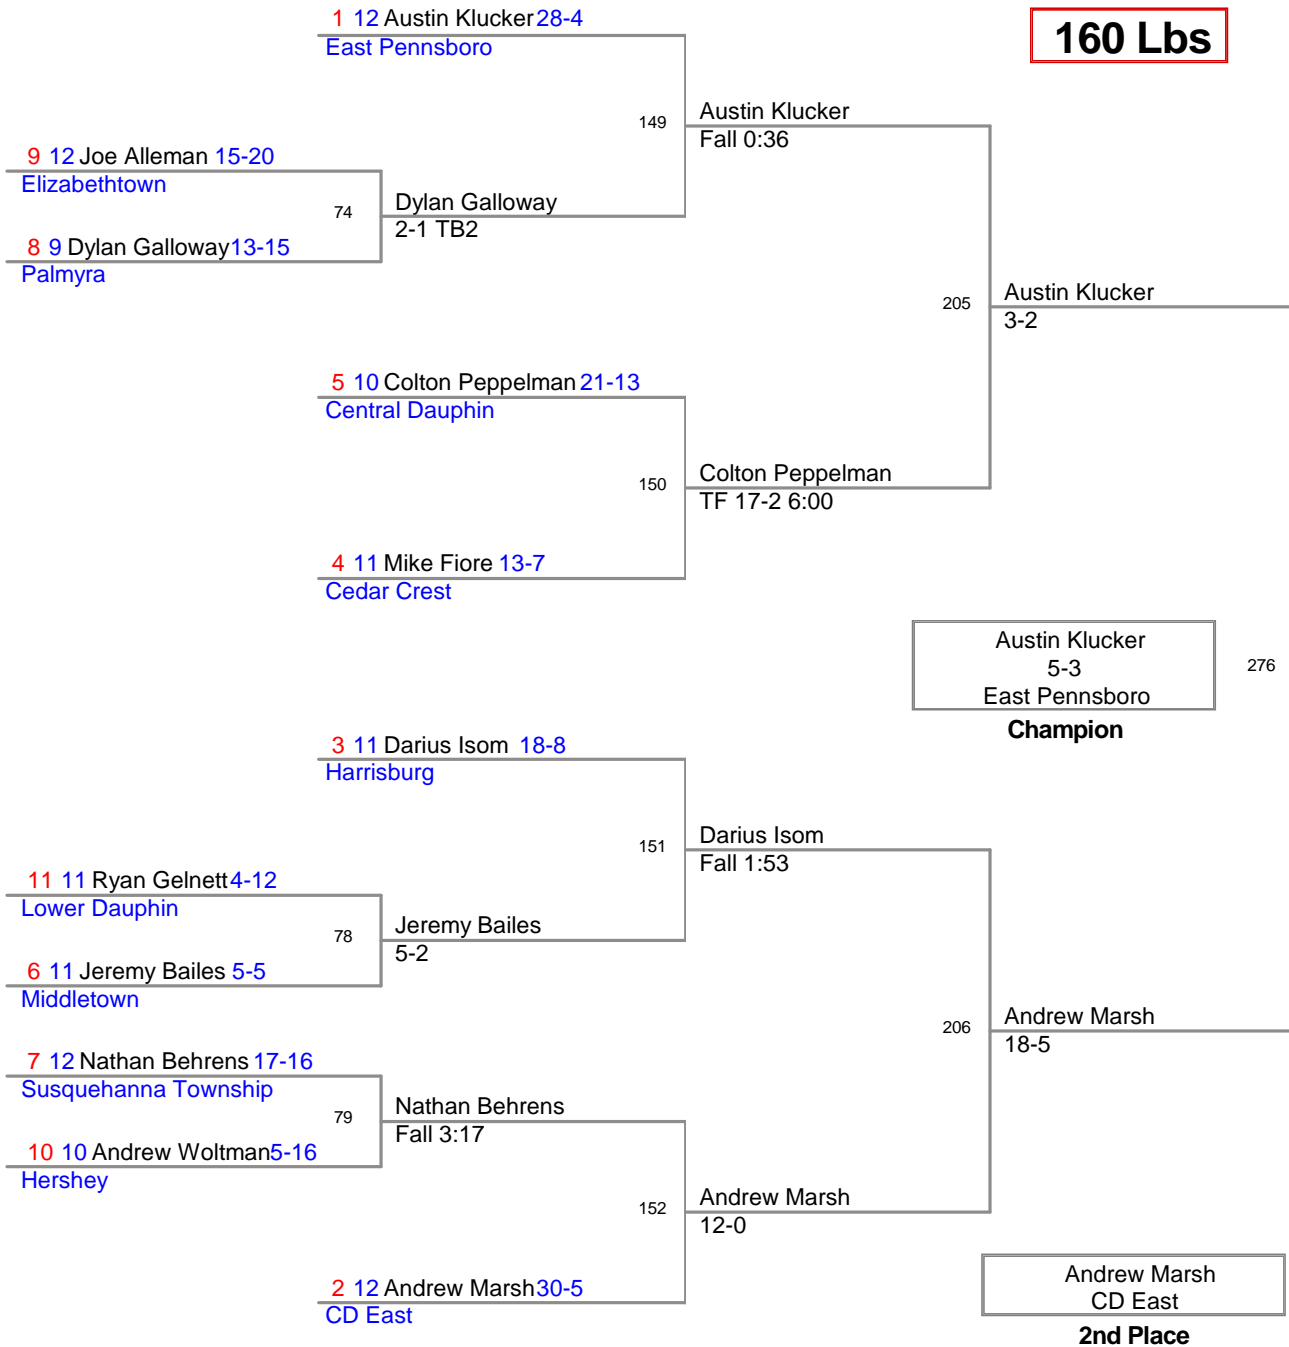 1 12 Austin Klucker 28-4
East Pennsboro
160 Lbs
149
Austin Klucker
Fall 0:36
9 12 Joe Alleman 15-20
Elizabethtown
74
Dylan Galloway
2-1 TB2
8 9 Dylan Galloway 13-15
Palmyra
205
Austin Klucker
3-2
5 10 Colton Peppelman 21-13
Central Dauphin
150
Colton Peppelman
TF 17-2 6:00
4 11 Mike Fiore 13-7
Cedar Crest
Austin Klucker
5-3
East Pennsboro
276
Champion
3 11 Darius Isom 18-8
Harrisburg
151
Darius Isom
Fall 1:53
11 11 Ryan Gelnett 4-12
Lower Dauphin
78
Jeremy Bailes
5-2
6 11 Jeremy Bailes 5-5
Middletown
206
Andrew Marsh
18-5
7 12 Nathan Behrens 17-16
Susquehanna Township
79
Nathan Behrens
Fall 3:17
10 10 Andrew Woltman 5-16
Hershey
152
Andrew Marsh
12-0
2 12 Andrew Marsh 30-5
CD East
Andrew Marsh
CD East
2nd Place